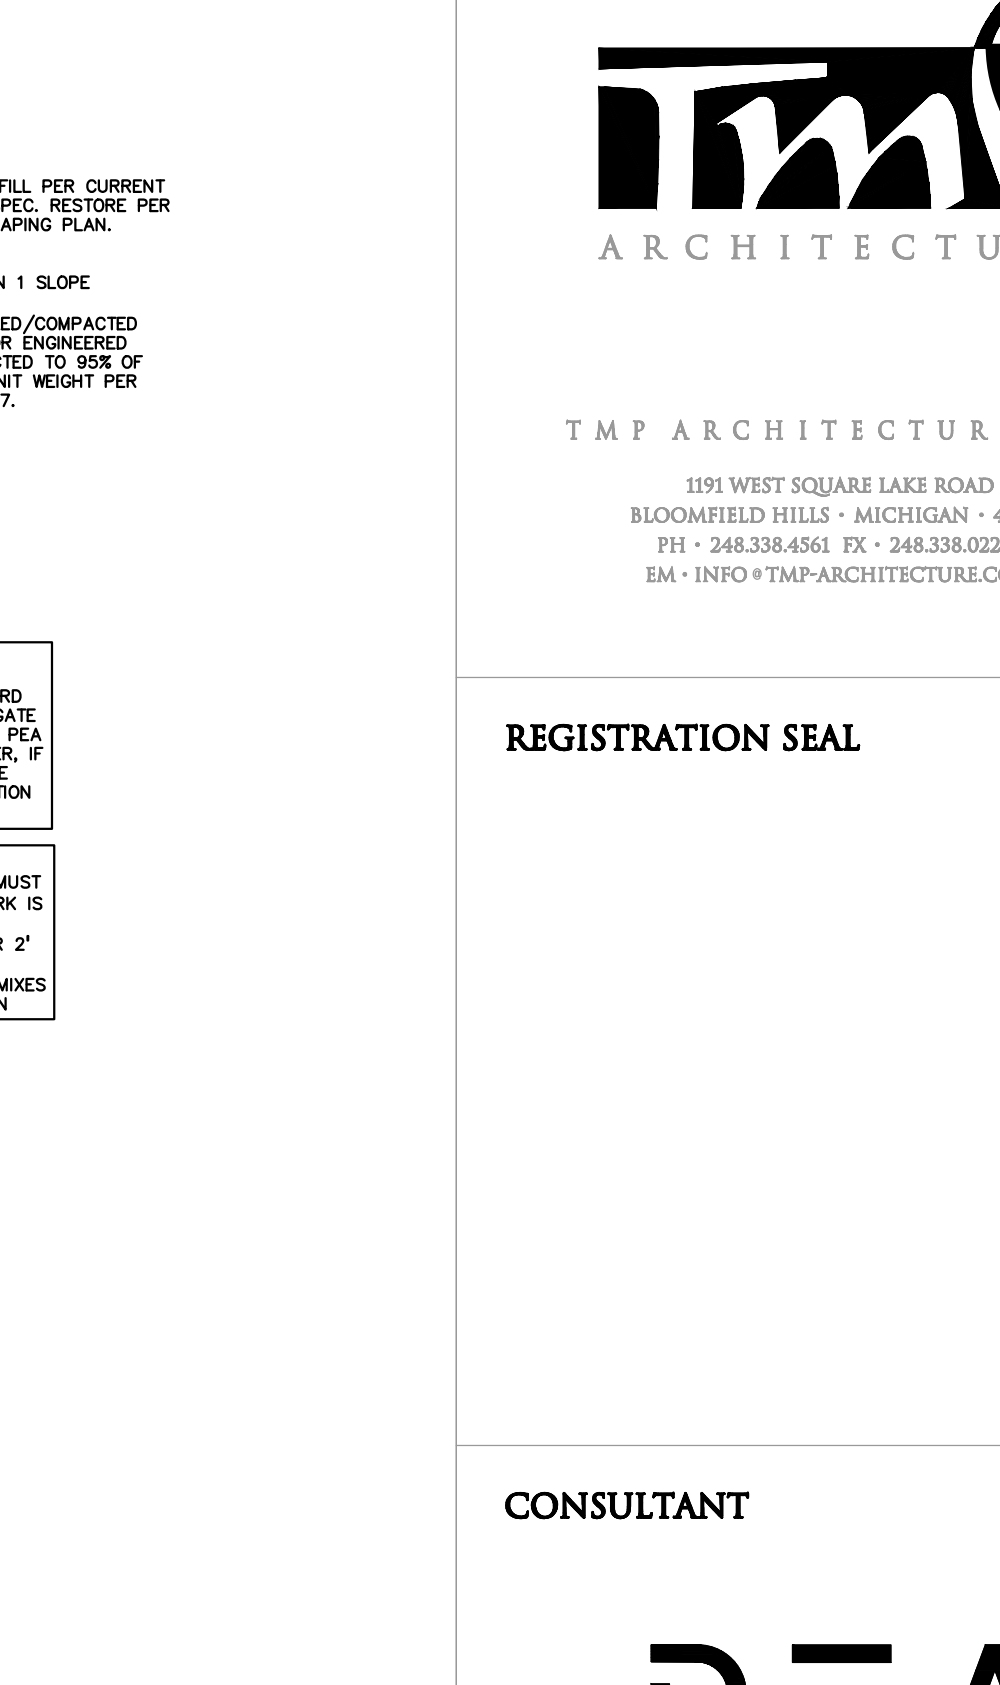 FILL PER CURRENT
PEC. RESTORE PER
APING PLAN.
N 1 SLOPE
ED/COMPACTED
OR ENGINEERED
CTED TO 95% OF
NIT WEIGHT PER
7.
RD
GATE
PEA
ER, IF
E
TION
MUST
RK IS
R 2'
MIXES
N
Tmp
ARCHITECTU
TMP ARCHITECTUR
1191 WEST SQUARE LAKE ROAD
BLOOMFIELD HILLS • MICHIGAN • 4
PH • 248.338.4561 FX • 248.338.022
EM • INFO@TMP-ARCHITECTURE.CO
REGISTRATION SEAL
CONSULTANT